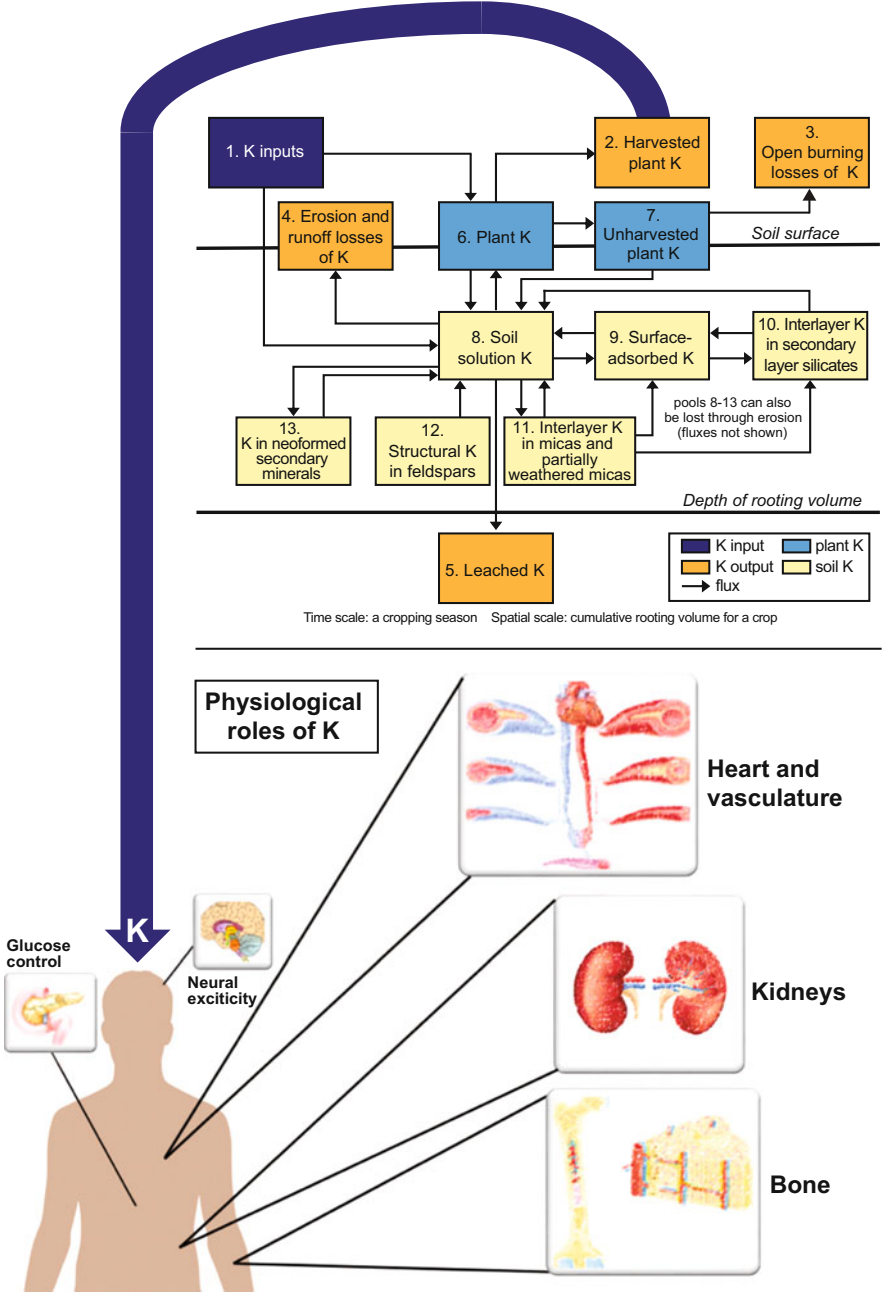 1. K inputs
2. Harvested
plant K
3.
Open burning
losses of K
4. Erosion and
runoff losses
of K
6. Plant K
7.
Unharvested
plant K
Soil surface
8. Soil
solution K
9. Surface-
adsorbed K
10. Interlayer K
in secondary
layer silicates
pools 8-13 can also
be lost through erosion
(fluxes not shown)
13.
K in neoformed
secondary
minerals
12.
Structural K
in feldspars
11. Interlayer K
in micas and
partially
weathered micas
Depth of rooting volume
5. Leached K
K input
plant K
K output
soil K
flux
Time scale: a cropping season Spatial scale: cumulative rooting volume for a crop
Physiological
roles of K
Heart and
vasculature
K
Glucose
control
Neural
exciticity
Kidneys
Bone